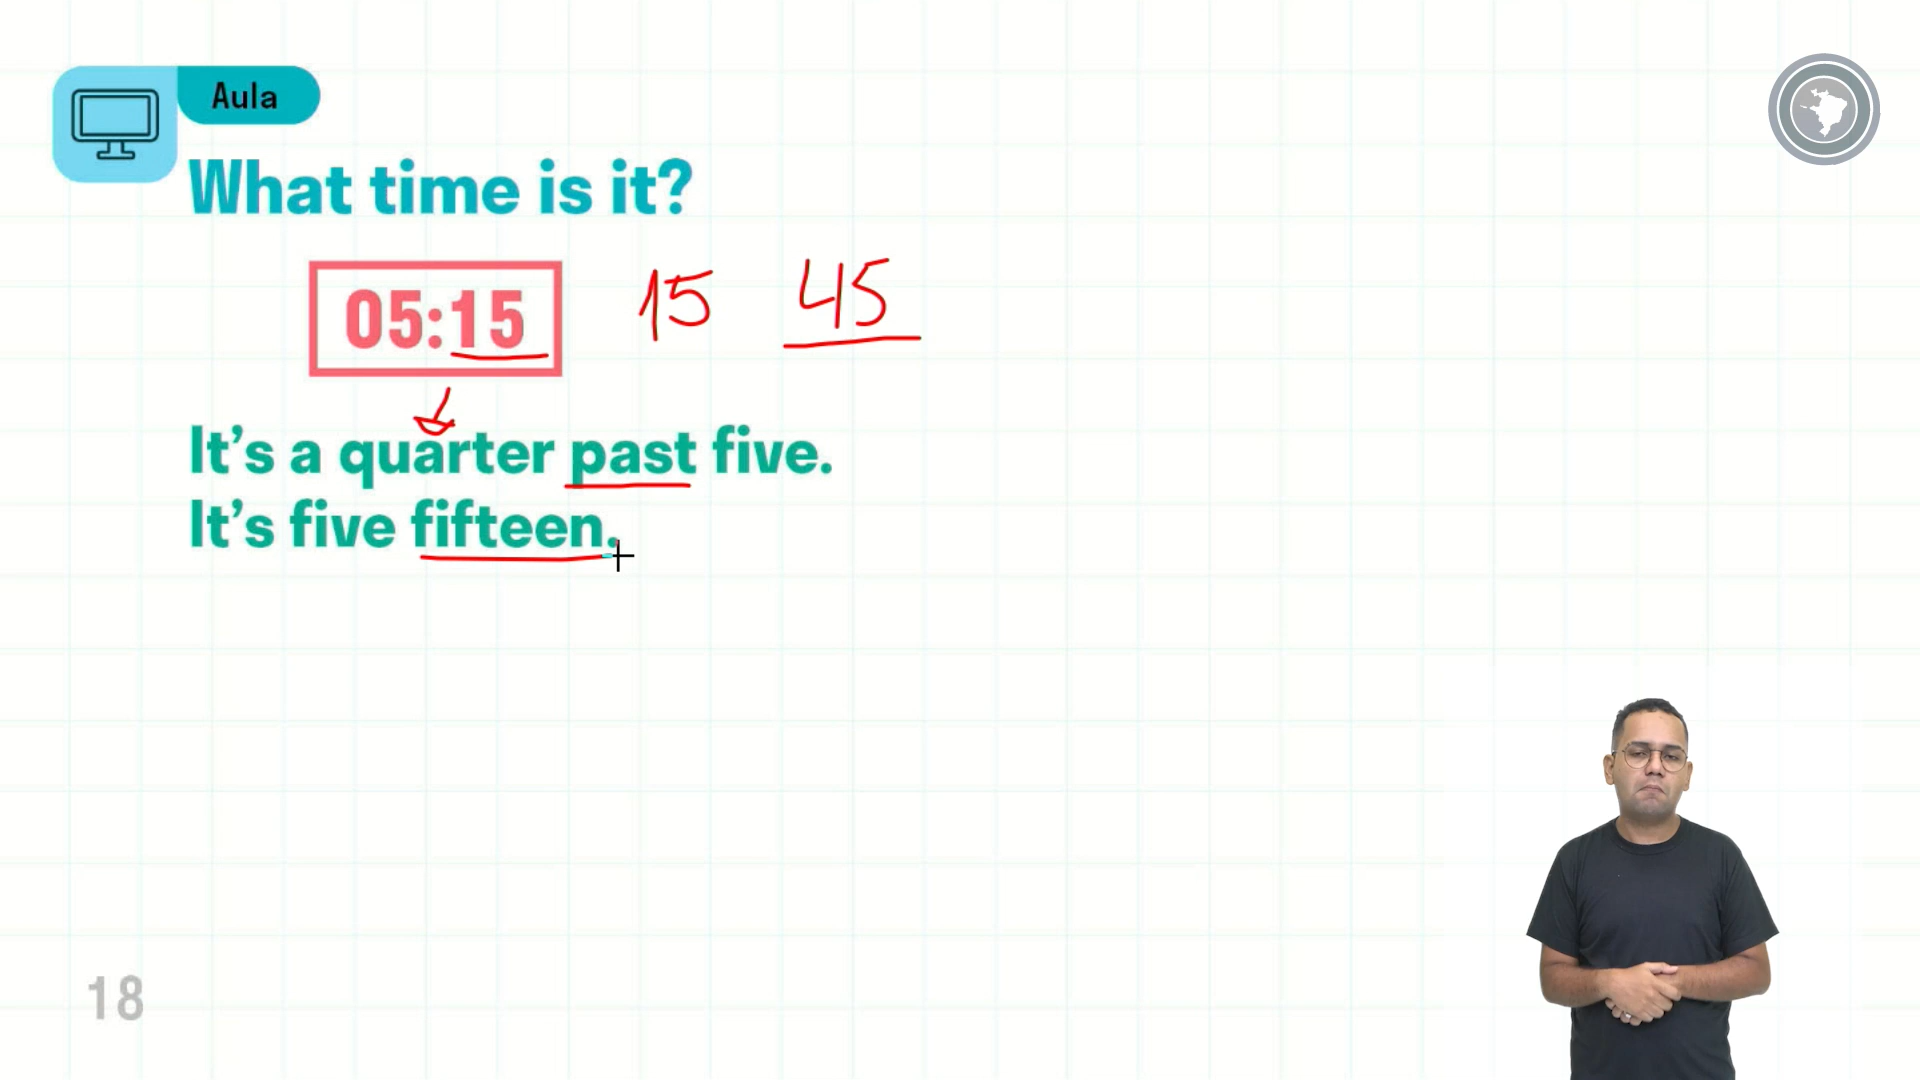 Aula
What time is it?
05:15 15 45
It's a quarter past five.
It's five fifteen.
18